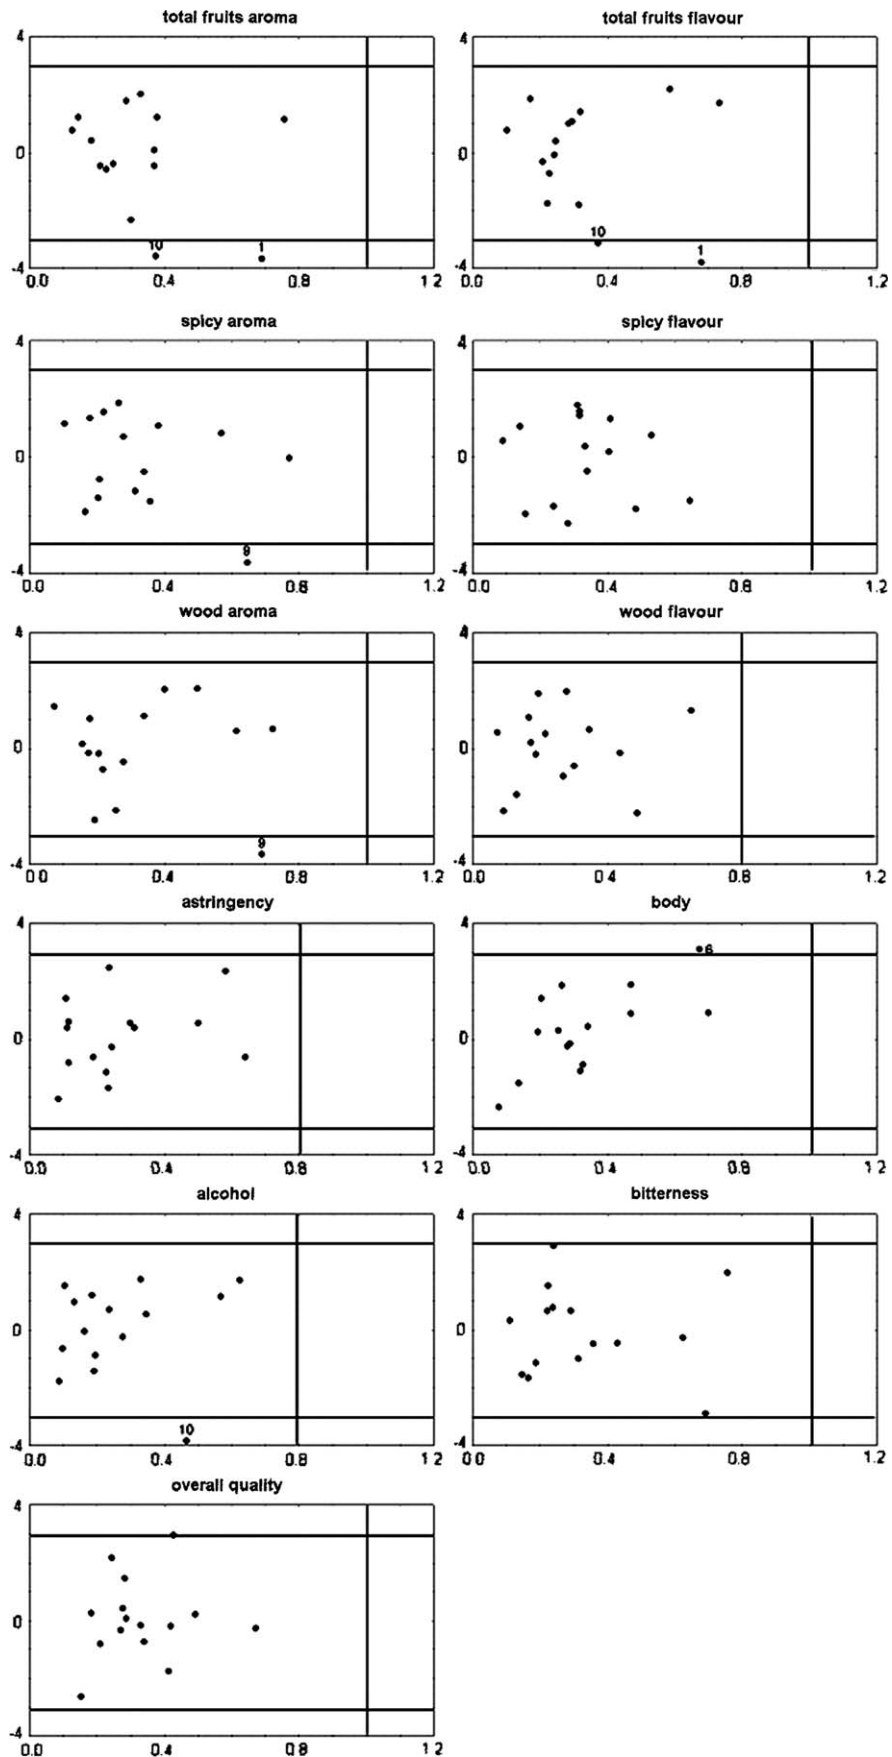 total fruits aroma
4
0
-4
10
1
0.0 0.4 0.8 1.2
total fruits flavour
4
0
-4
10
1
0.0 0.4 0.8 1.2
spicy aroma
4
0
-4
9
0.0 0.4 0.8 1.2
spicy flavour
4
0
-4
0.0 0.4 0.8 1.2
wood aroma
4
0
-4
9
0.0 0.4 0.8 1.2
wood flavour
4
0
-4
0.0 0.4 0.8 1.2
astringency
4
0
-4
0.0 0.4 0.8 1.2
body
4
0
-4
6
0.0 0.4 0.8 1.2
alcohol
4
0
-4
10
0.0 0.4 0.8 1.2
bitterness
4
0
-4
0.0 0.4 0.8 1.2
overall quality
4
0
-4
0.0 0.4 0.8 1.2